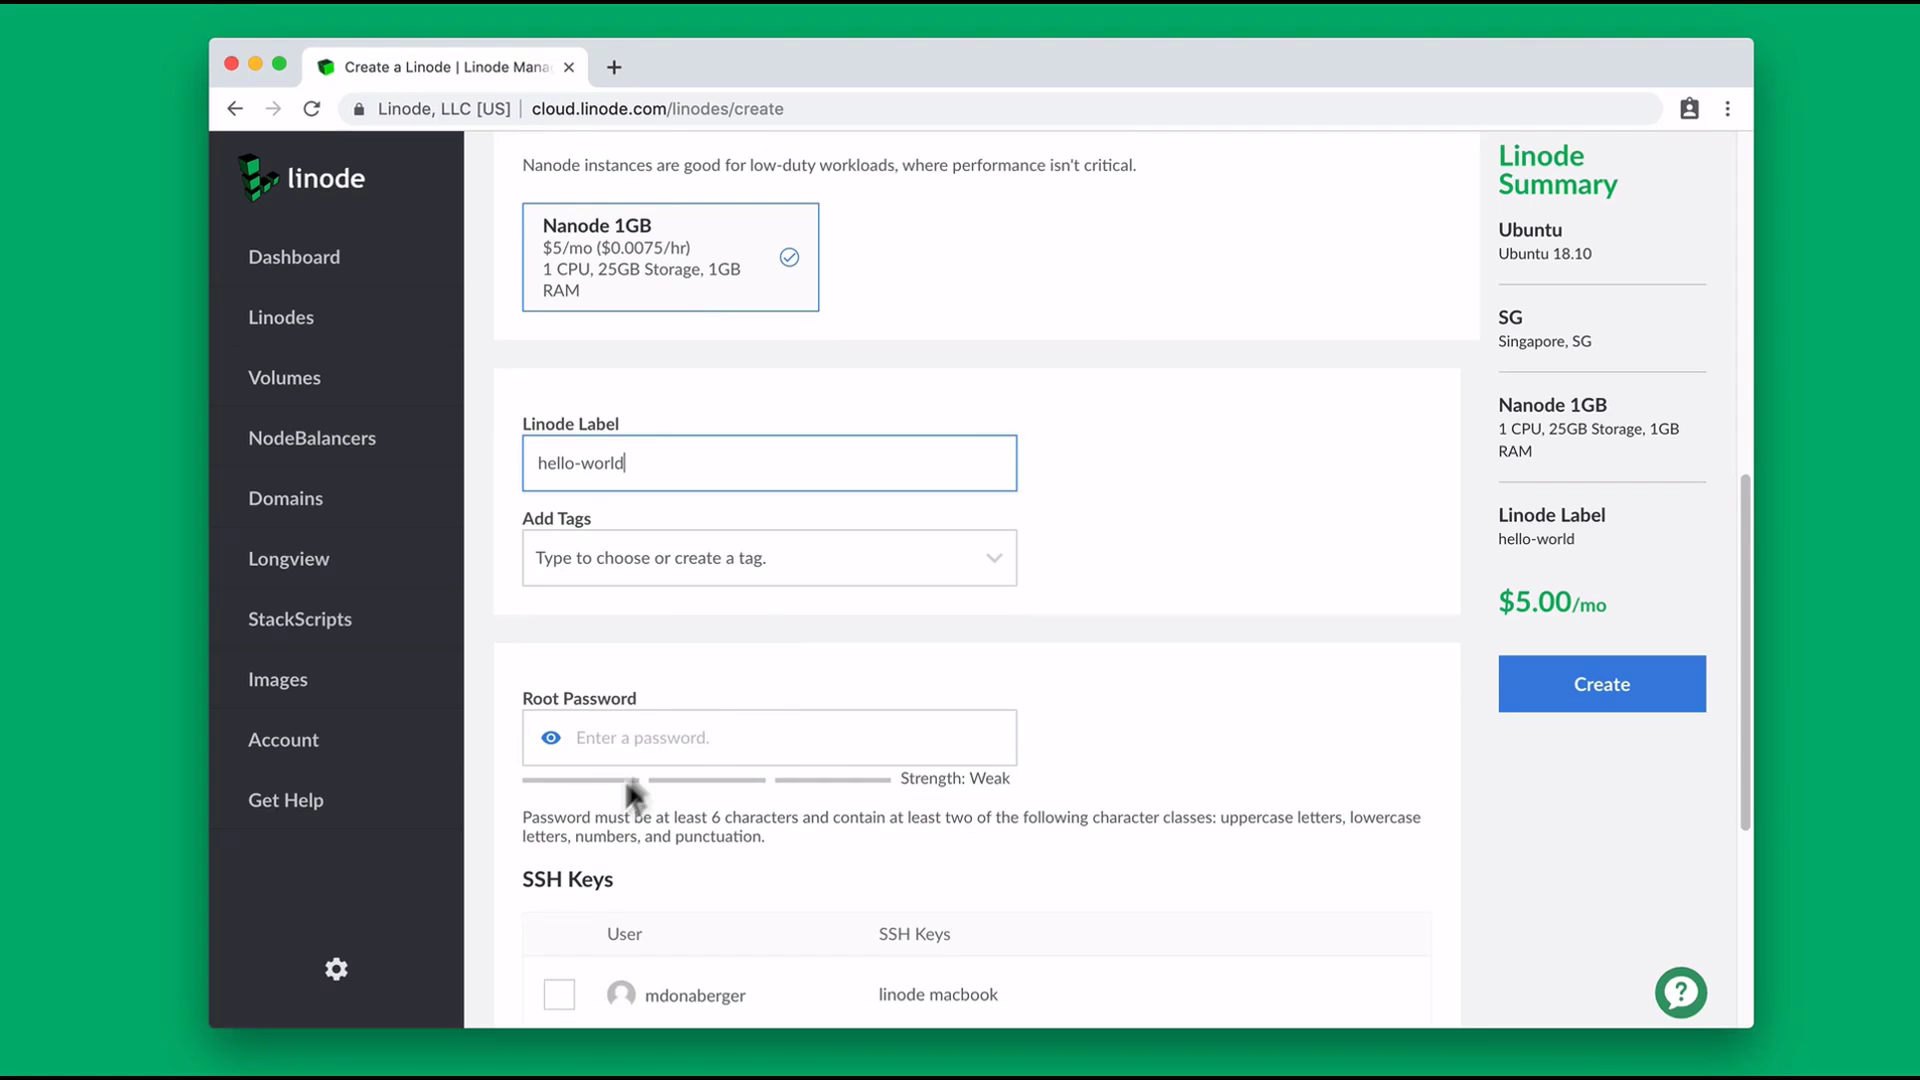 Create a Linode | Linode Mana
Linode, LLC [US] | cloud.linode.com/linodes/create
linode
Dashboard
Linodes
Volumes
NodeBalancers
Domains
Longview
StackScripts
Images
Account
Get Help
Nanode instances are good for low-duty workloads, where performance isn't critical.
Nanode 1GB
$5/mo ($0.0075/hr)
1 CPU, 25GB Storage, 1GB
RAM
Linode Label
hello-world
Add Tags
Type to choose or create a tag.
Root Password
Enter a password.
Strength: Weak
Password must be at least 6 characters and contain at least two of the following character classes: uppercase letters, lowercase
letters, numbers, and punctuation.
SSH Keys
User SSH Keys
mdonaberger linode macbook
Linode
Summary
Ubuntu
Ubuntu 18.10
SG
Singapore, SG
Nanode 1GB
1 CPU, 25GB Storage, 1GB
RAM
Linode Label
hello-world
$5.00/mo
Create